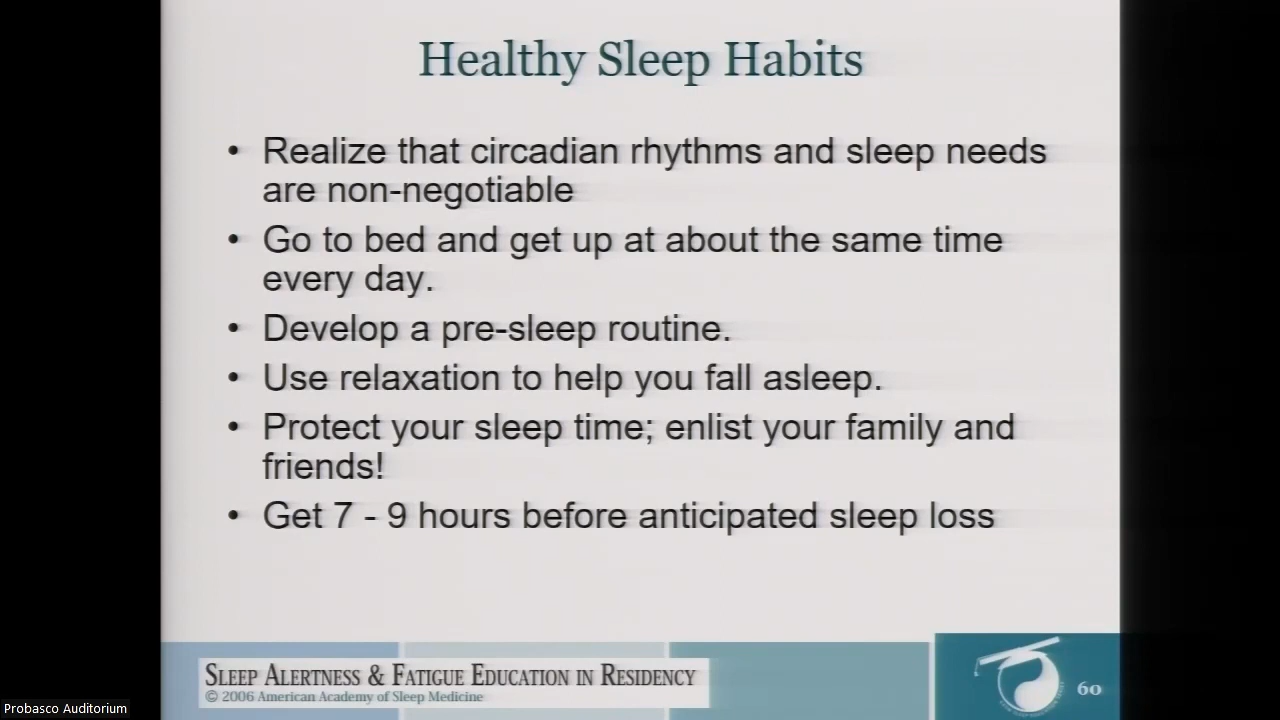 Healthy Sleep Habits
• Realize that circadian rhythms and sleep needs
are non-negotiable
• Go to bed and get up at about the same time
every day.
• Develop a pre-sleep routine.
• Use relaxation to help you fall asleep.
• Protect your sleep time; enlist your family and
friends!
• Get 7 - 9 hours before anticipated sleep loss
SLEEP ALERTNESS & FATIGUE EDUCATION IN RESIDENCY
© 2006 American Academy of Sleep Medicine
60
Probasco Auditorium